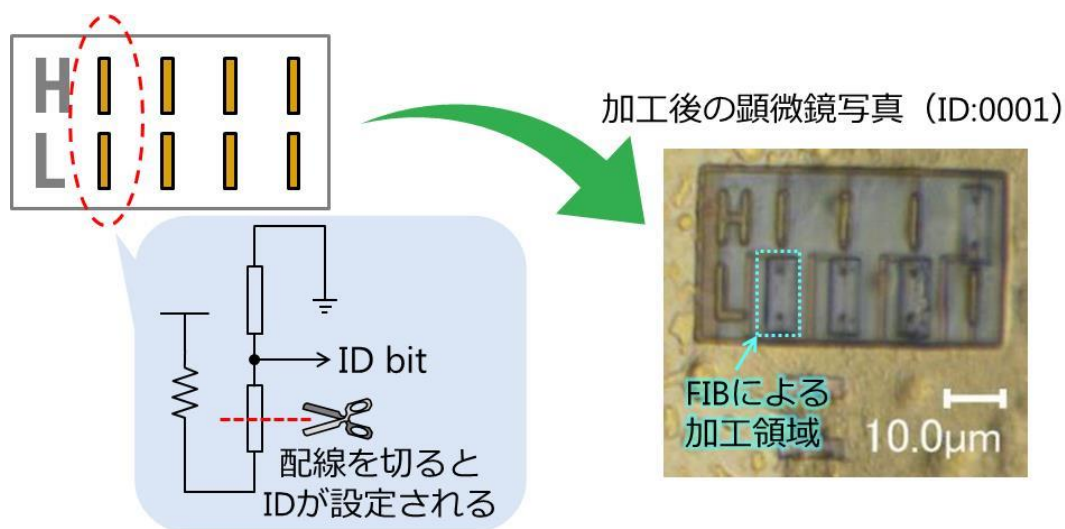 H
L
ID bit
配線を切ると
IDが設定される
加工後の顕微鏡写真（ID:0001）
H
L
FIBによる
加工領域
10.0μm